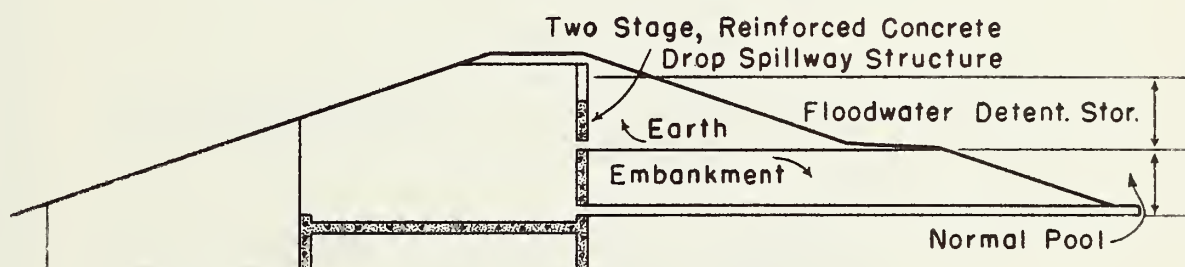 Two Stage, Reinforced Concrete
Drop Spillway Structure
Floodwater Detent. Stor.
Earth
Embankment
Normal Pool